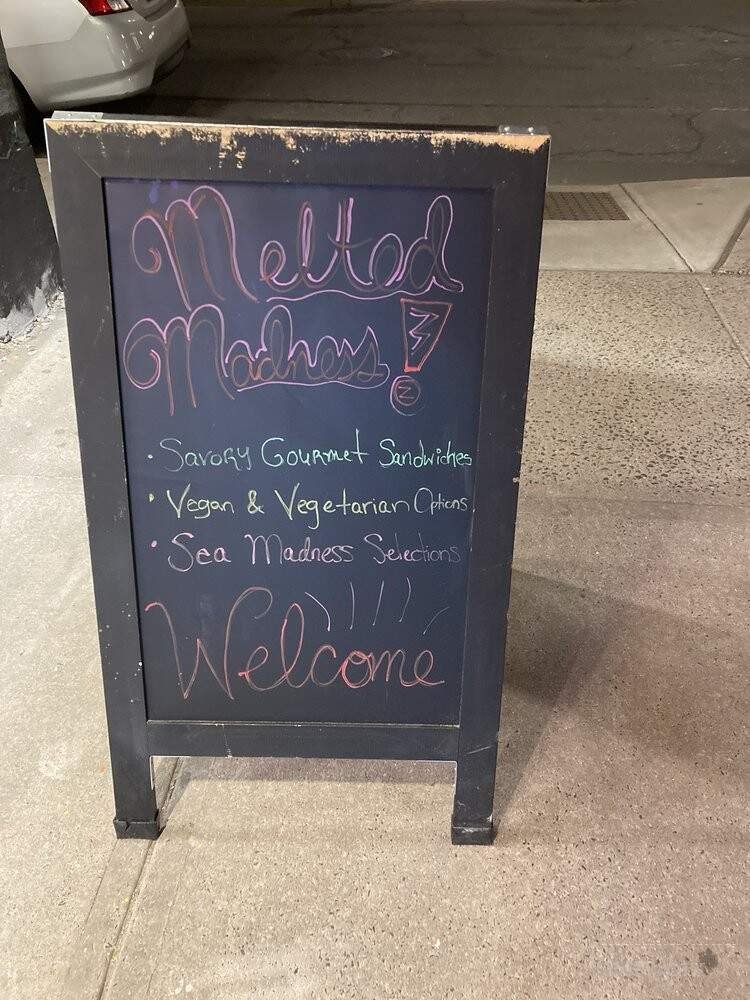 Melted
Madness!
• Savory Gourmet Sandwiches
• Vegan & Vegetarian Options
• Sea Madness Selections
Welcome